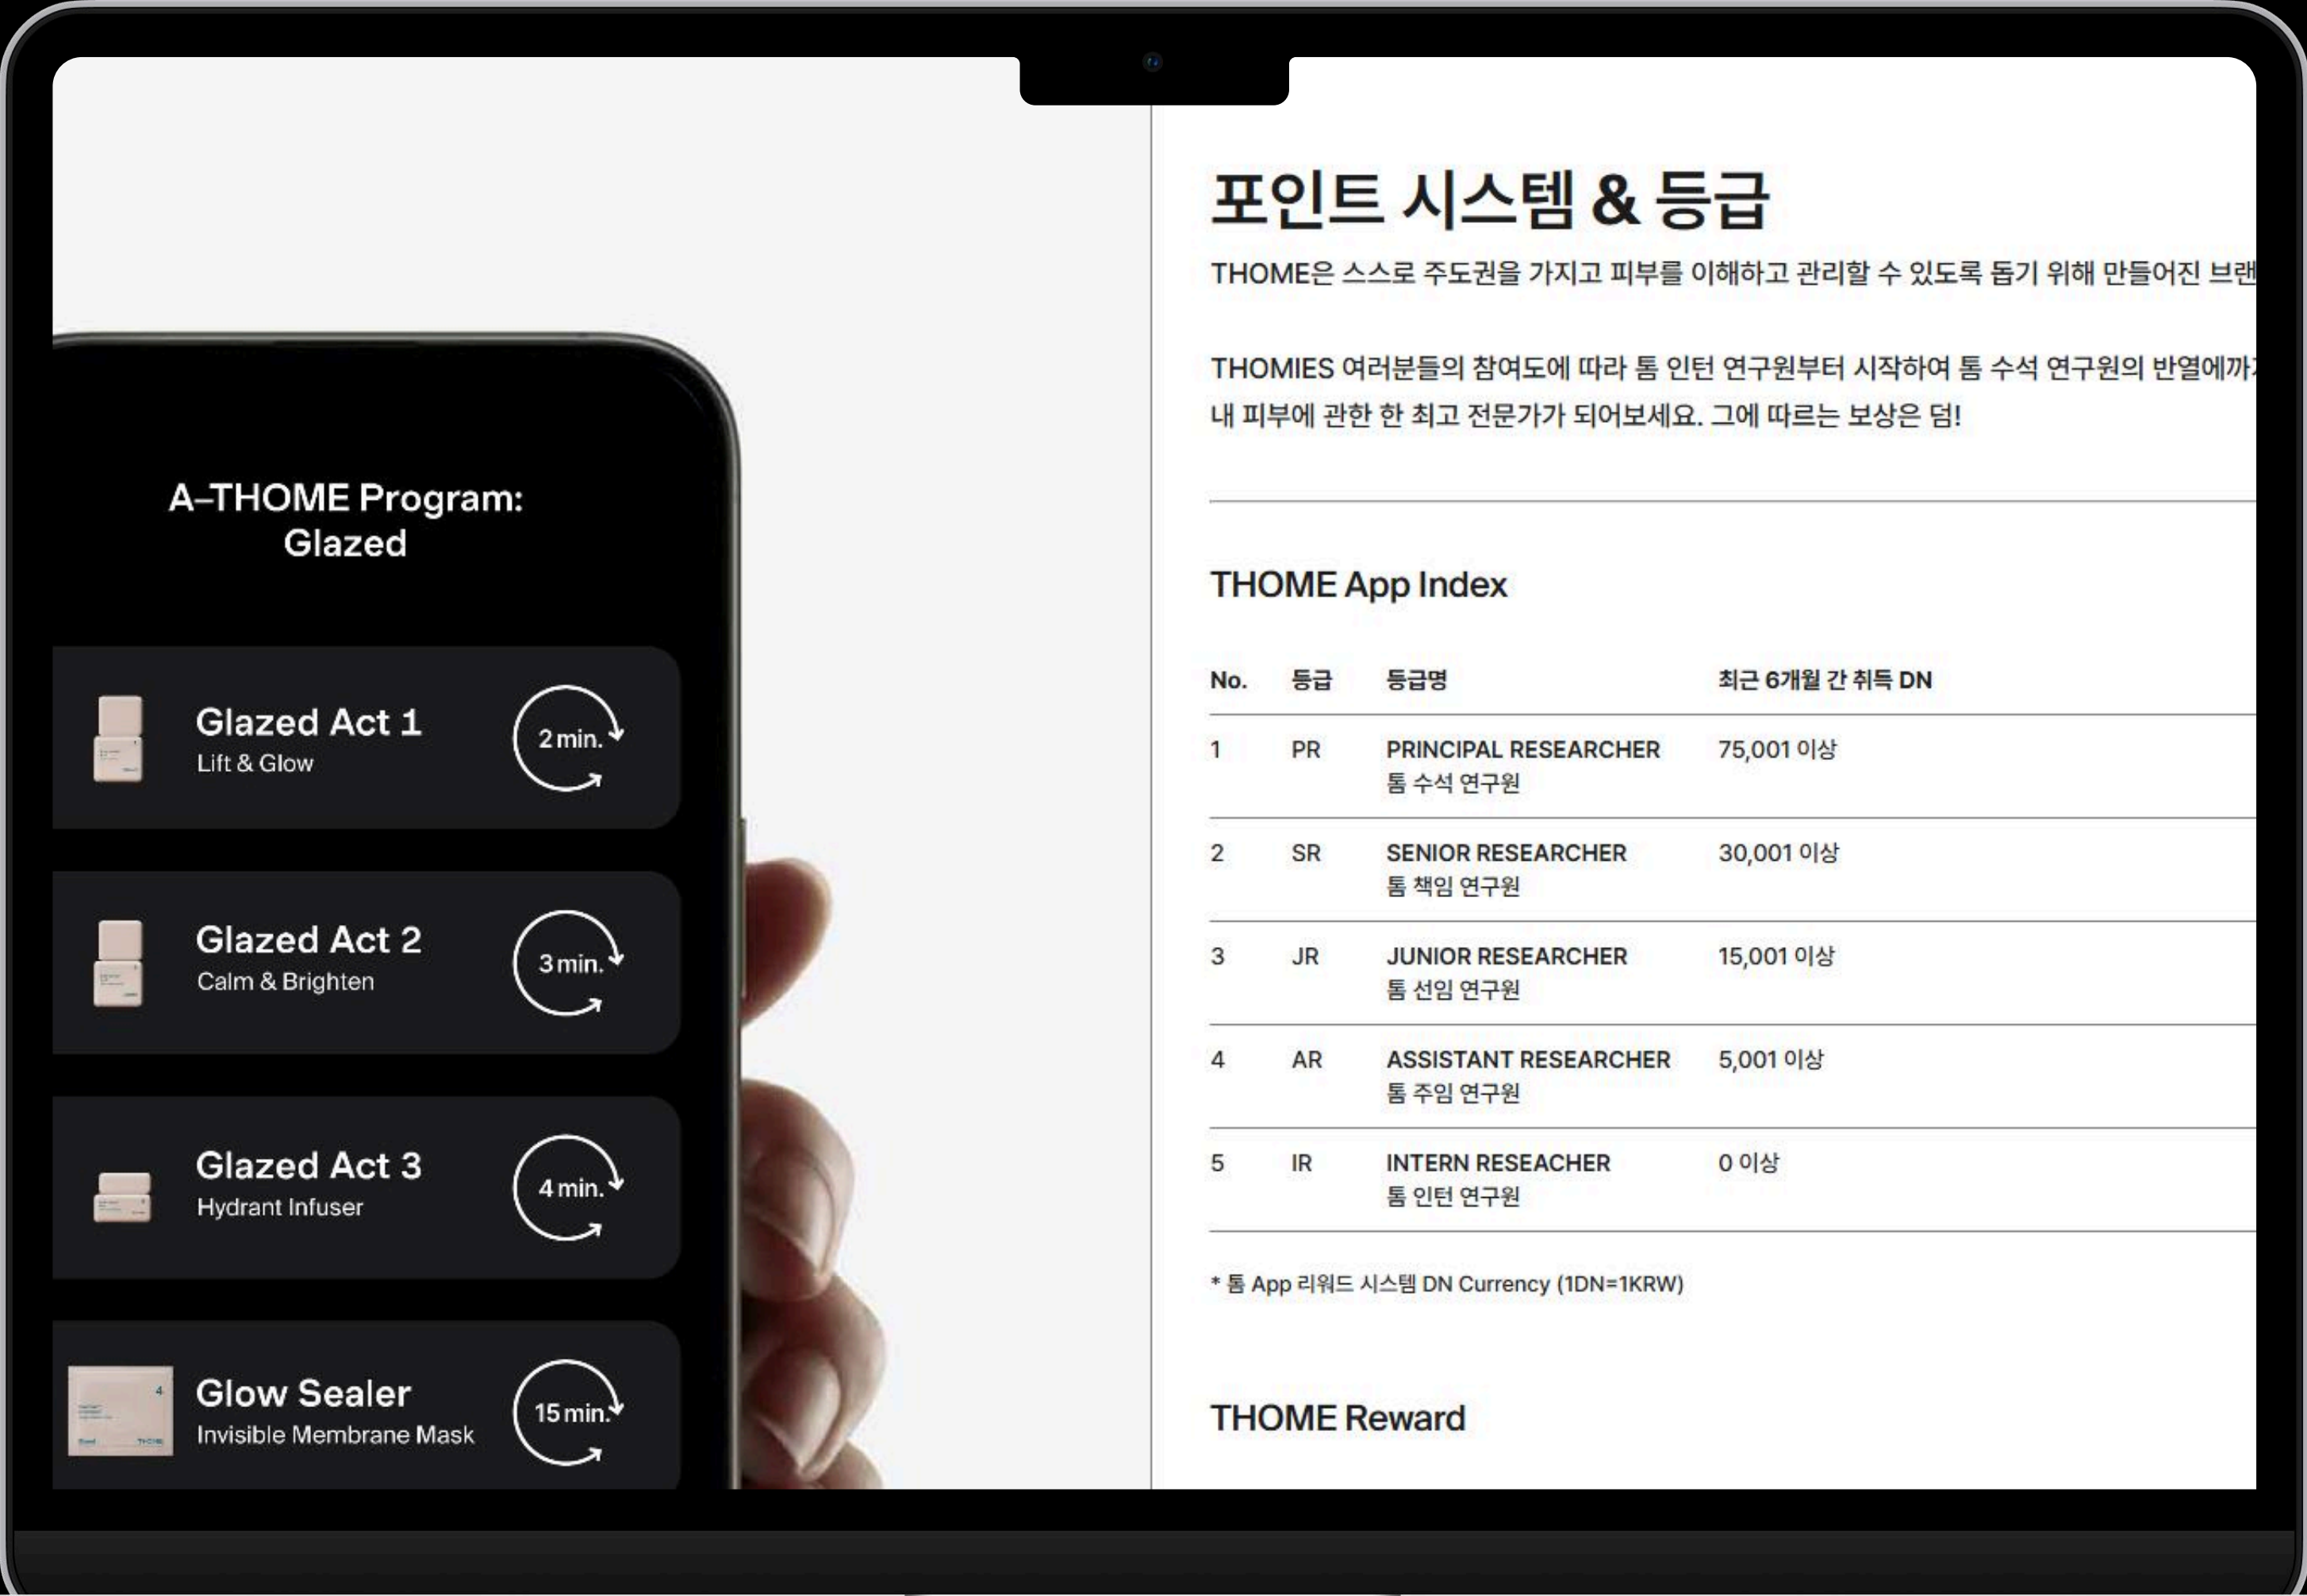 A–THOME Program:
Glazed
Glazed Act 1
Lift & Glow
2 min.
Glazed Act 2
Calm & Brighten
3 min.
Glazed Act 3
Hydrant Infuser
4 min.
4
THOME
Glow Sealer
Invisible Membrane Mask
15 min.
포인트 시스템 & 등급
THOME은 스스로 주도권을 가지고 피부를 이해하고 관리할 수 있도록 돕기 위해 만들어진 브랜
THOMIES 여러분들의 참여도에 따라 톰 인턴 연구원부터 시작하여 톰 수석 연구원의 반열에까지
내 피부에 관한 한 최고 전문가가 되어보세요. 그에 따르는 보상은 덤!
THOME App Index
No. 등급 등급명 최근 6개월 간 취득 DN
1 PR PRINCIPAL RESEARCHER 75,001 이상
톰 수석 연구원
2 SR SENIOR RESEARCHER 30,001 이상
톰 책임 연구원
3 JR JUNIOR RESEARCHER 15,001 이상
톰 선임 연구원
4 AR ASSISTANT RESEARCHER 5,001 이상
톰 주임 연구원
5 IR INTERN RESEACHER 0 이상
톰 인턴 연구원
* 톰 App 리워드 시스템 DN Currency (1DN=1KRW)
THOME Reward